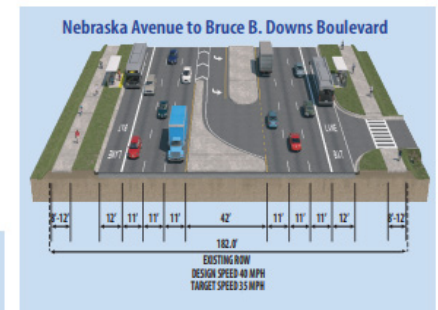 Nebraska Avenue to Bruce B. Downs Boulevard
8'-12' 12' 11' 11' 11' 42' 11' 11' 11' 12' 8'-12'
182.0'
EXISTING ROW
DESIGN SPEED 40 MPH
TARGET SPEED 35 MPH